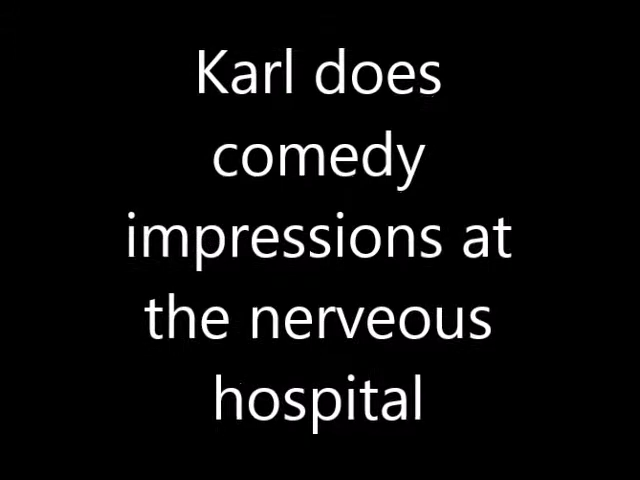 Karl does
comedy
impressions at
the nerveous
hospital